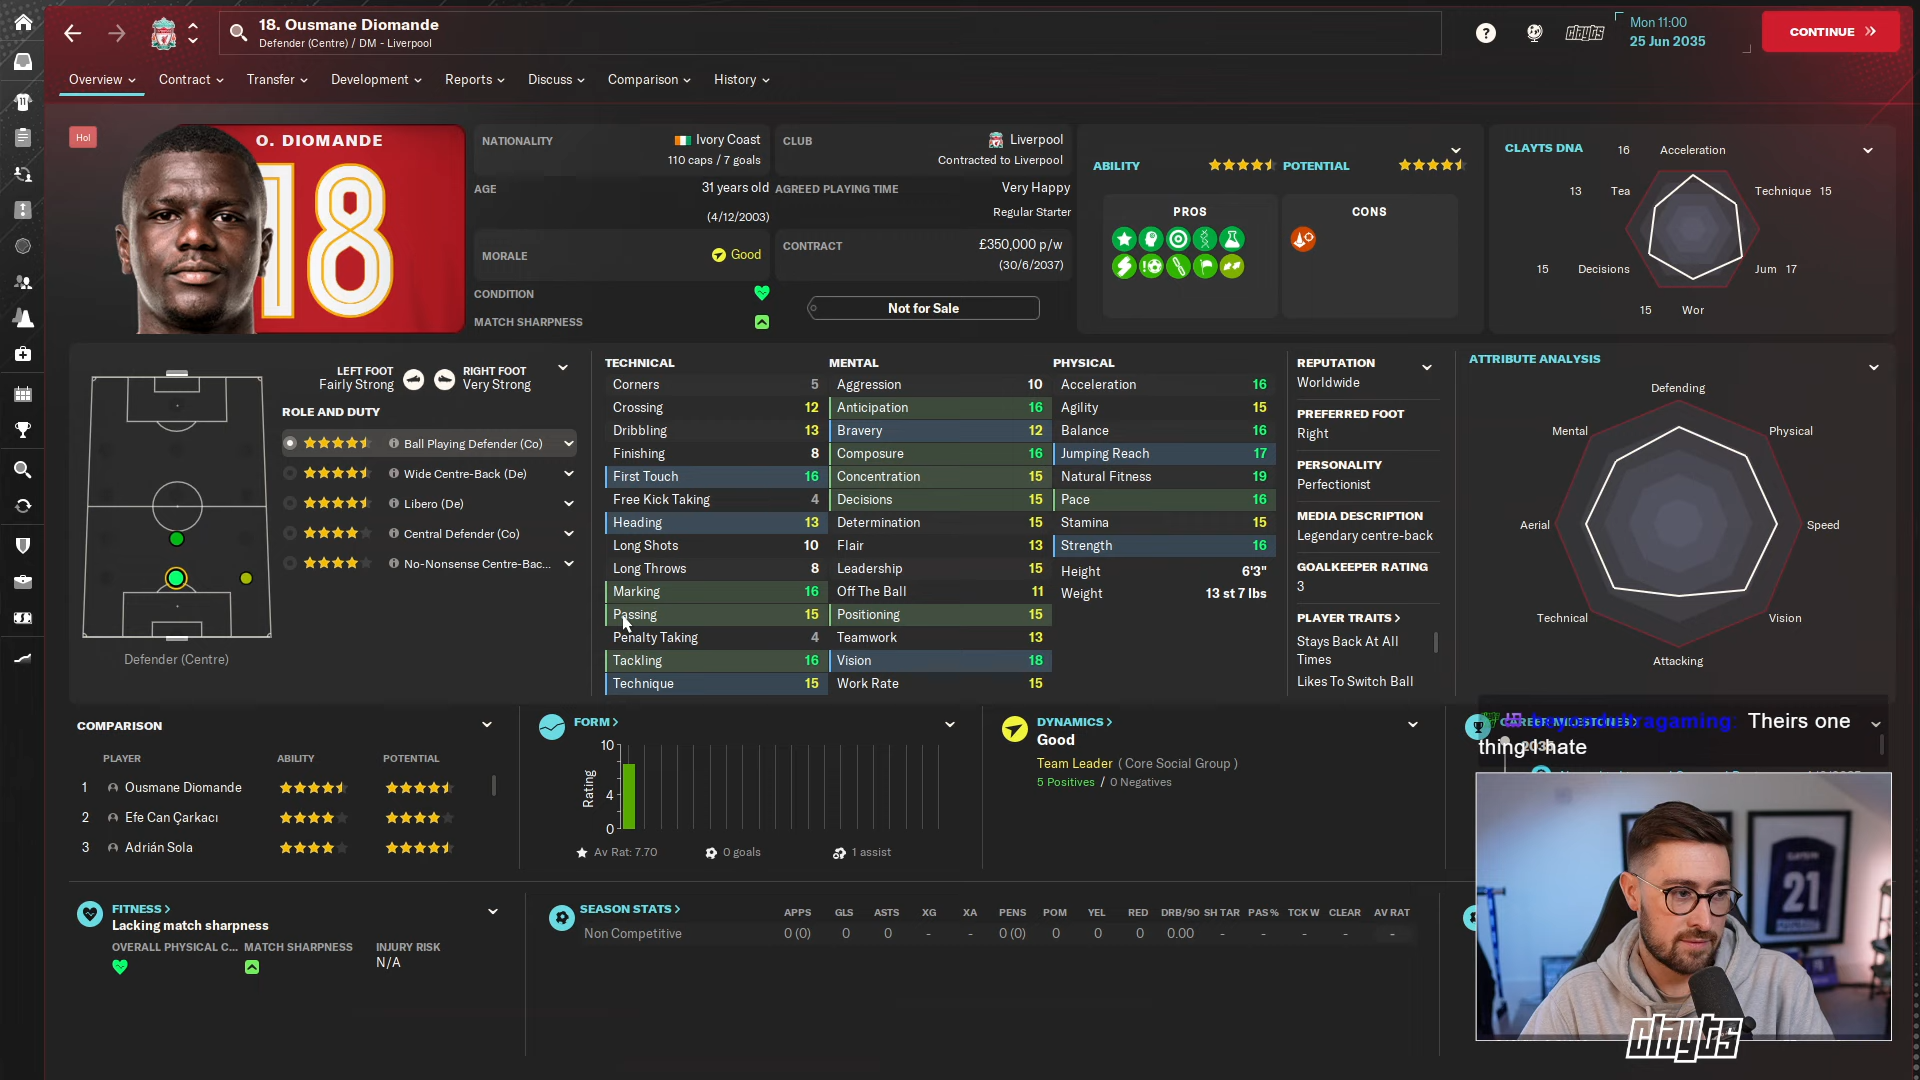 18. Ousmane Diomande
Defender (Centre) / DM - Liverpool
Mon 11:00
25 Jun 2035
CONTINUE
Overview
Contract
Transfer
Development
Reports
Discuss
Comparison
History
Hol
O. DIOMANDE
18
NATIONALITY
Ivory Coast
110 caps / 7 goals
AGE
31 years old
(4/12/2003)
MORALE
Good
CONDITION
MATCH SHARPNESS
CLUB
Liverpool
Contracted to Liverpool
AGREED PLAYING TIME
Very Happy
Regular Starter
CONTRACT
£350,000 p/w
(30/6/2037)
Not for Sale
ABILITY
POTENTIAL
PROS
CONS
CLAYTS DNA
16 Acceleration
13 Tea
Technique 15
15 Decisions
Jum 17
15 Wor
LEFT FOOT
Fairly Strong
RIGHT FOOT
Very Strong
ROLE AND DUTY
Ball Playing Defender (Co)
Wide Centre-Back (De)
Libero (De)
Central Defender (Co)
No-Nonsense Centre-Bac...
Defender (Centre)
TECHNICAL
Corners 5
Crossing 12
Dribbling 13
Finishing 8
First Touch 16
Free Kick Taking 4
Heading 13
Long Shots 10
Long Throws 8
Marking 16
Passing 15
Penalty Taking 4
Tackling 16
Technique 15
MENTAL
Aggression 10
Anticipation 16
Bravery 12
Composure 16
Concentration 15
Decisions 15
Determination 15
Flair 13
Leadership 15
Off The Ball 11
Positioning 15
Teamwork 13
Vision 18
Work Rate 15
PHYSICAL
Acceleration 16
Agility 15
Balance 16
Jumping Reach 17
Natural Fitness 19
Pace 16
Stamina 15
Strength 16
Height 6'3"
Weight 13 st 7 lbs
REPUTATION
Worldwide
PREFERRED FOOT
Right
PERSONALITY
Perfectionist
MEDIA DESCRIPTION
Legendary centre-back
GOALKEEPER RATING
3
PLAYER TRAITS >
Stays Back At All
Times
Likes To Switch Ball
ATTRIBUTE ANALYSIS
Defending
Mental
Physical
Aerial
Speed
Technical
Vision
Attacking
COMPARISON
PLAYER ABILITY POTENTIAL
1 Ousmane Diomande
2 Efe Can Çarkacı
3 Adrián Sola
FORM >
10
4
0
Rating
Av Rat: 7.70
0 goals
1 assist
DYNAMICS >
Good
Team Leader ( Core Social Group )
5 Positives / 0 Negatives
CAREER MILESTONES >
Theirs one
thing I hate
FITNESS >
Lacking match sharpness
OVERALL PHYSICAL C... MATCH SHARPNESS INJURY RISK
N/A
SEASON STATS >
APPS GLS ASTS XG XA PENS POM YEL RED DRB/90 SH TAR PAS% TCK W CLEAR AV RAT
Non Competitive 0 (0) 0 0 - - 0 (0) 0 0 0 0.00 - - - - -
21
clayts